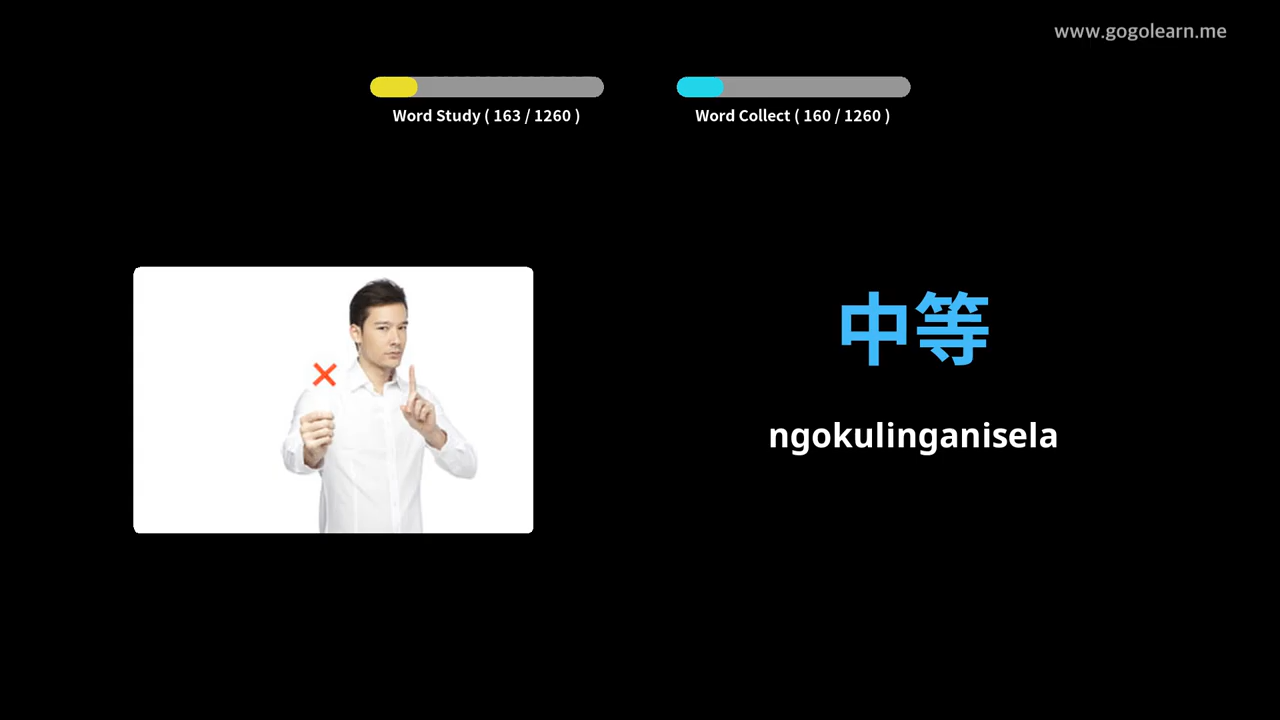 www.gogolearn.me
Word Study ( 163 / 1260 )
Word Collect ( 160 / 1260 )
中等
ngokulinganisela